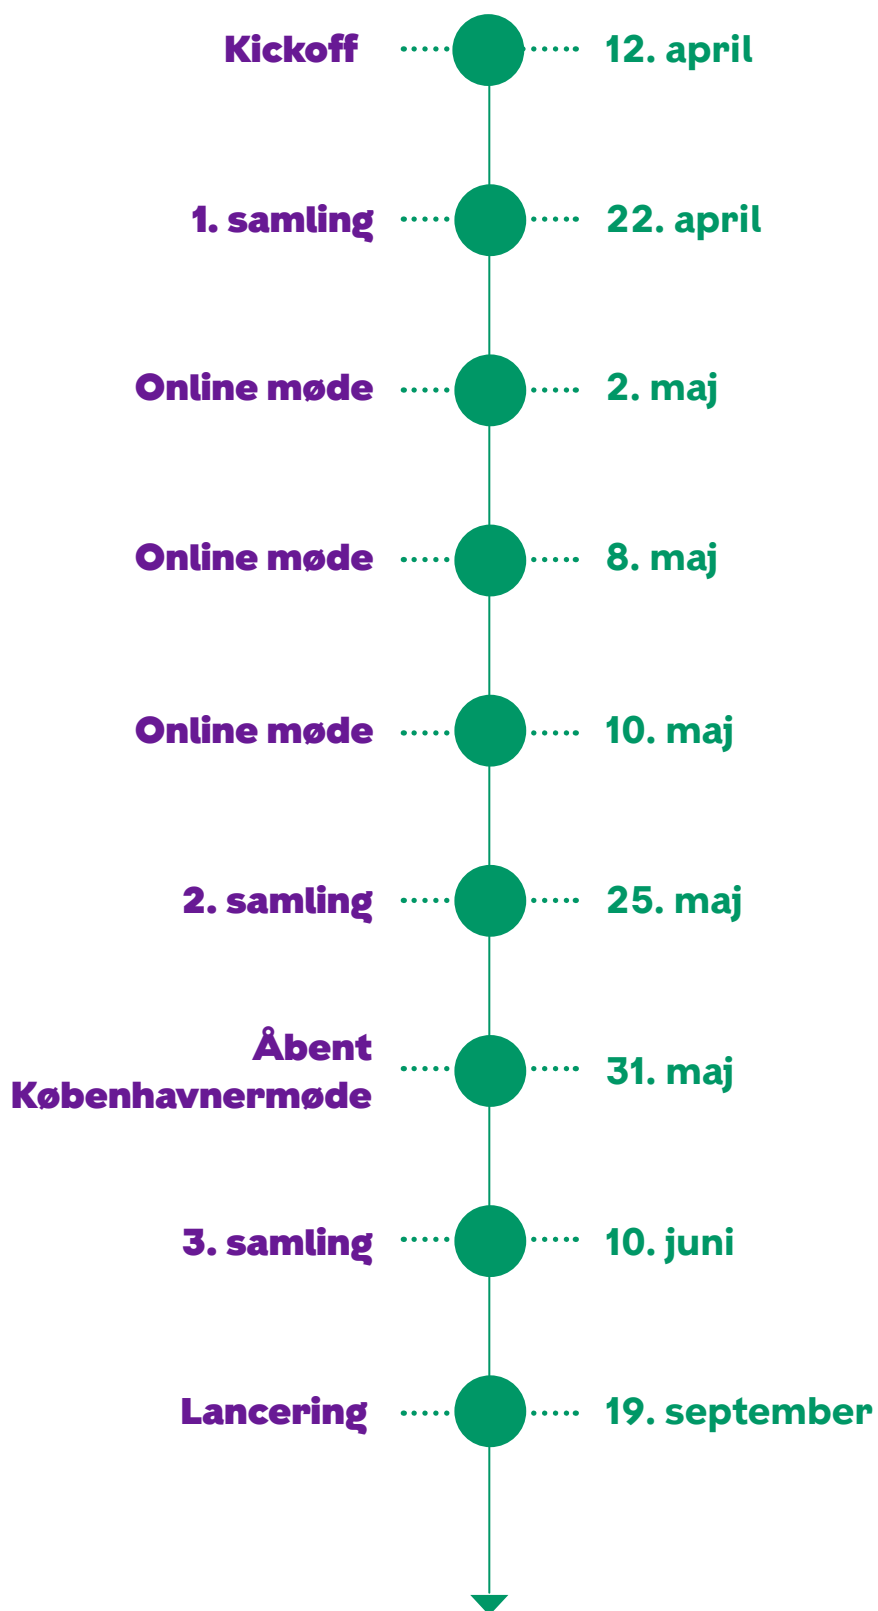 Kickoff 12. april
1. samling 22. april
Online møde 2. maj
Online møde 8. maj
Online møde 10. maj
2. samling 25. maj
Åbent
Københavnermøde 31. maj
3. samling 10. juni
Lancering 19. september